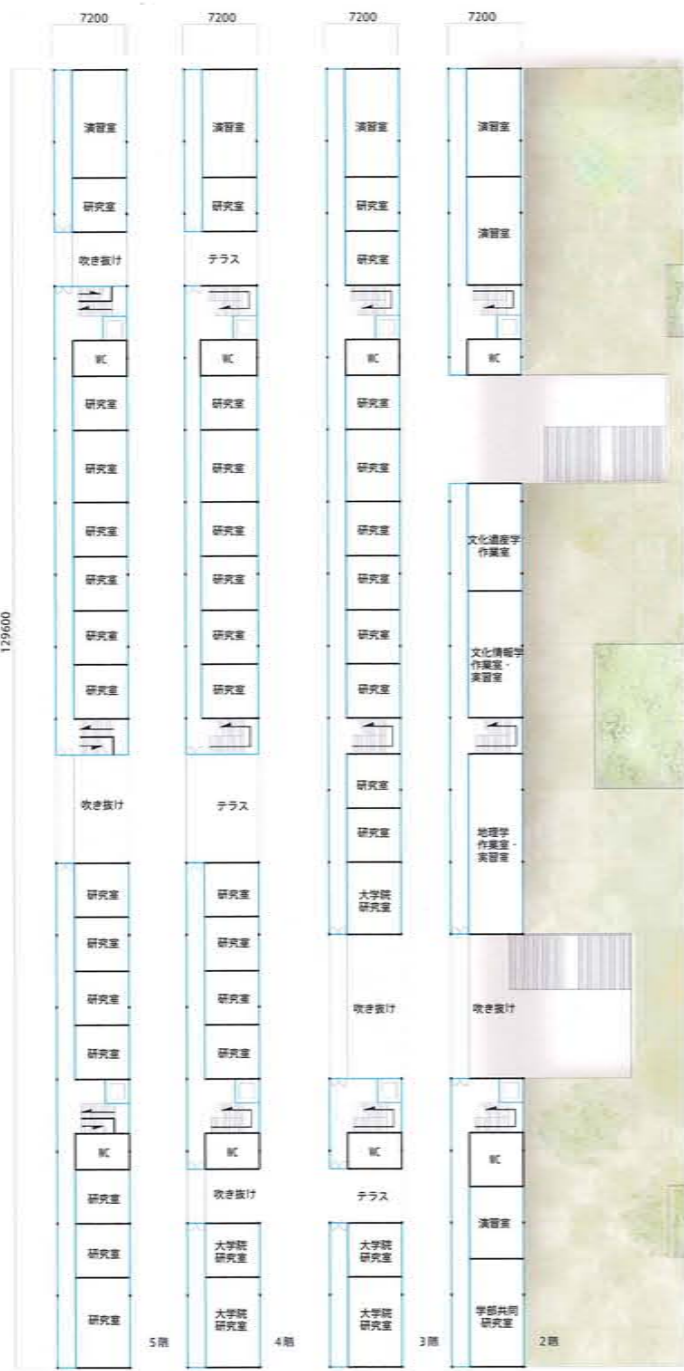 7200
7200
7200
7200
129600
演習室
研究室
吹き抜け
WC
研究室
研究室
研究室
研究室
研究室
研究室
吹き抜け
研究室
研究室
研究室
研究室
WC
研究室
研究室
研究室
5階
演習室
研究室
テラス
WC
研究室
研究室
研究室
研究室
研究室
研究室
テラス
研究室
研究室
研究室
研究室
WC
吹き抜け
大学院
研究室
大学院
研究室
4階
演習室
研究室
研究室
WC
研究室
研究室
研究室
研究室
研究室
研究室
研究室
研究室
大学院
研究室
吹き抜け
WC
テラス
大学院
研究室
大学院
研究室
3階
演習室
演習室
WC
文化遺産学
作業室
文化情報学
作業室・
実習室
地理学
作業室・
実習室
吹き抜け
WC
演習室
学部共同
研究室
2階